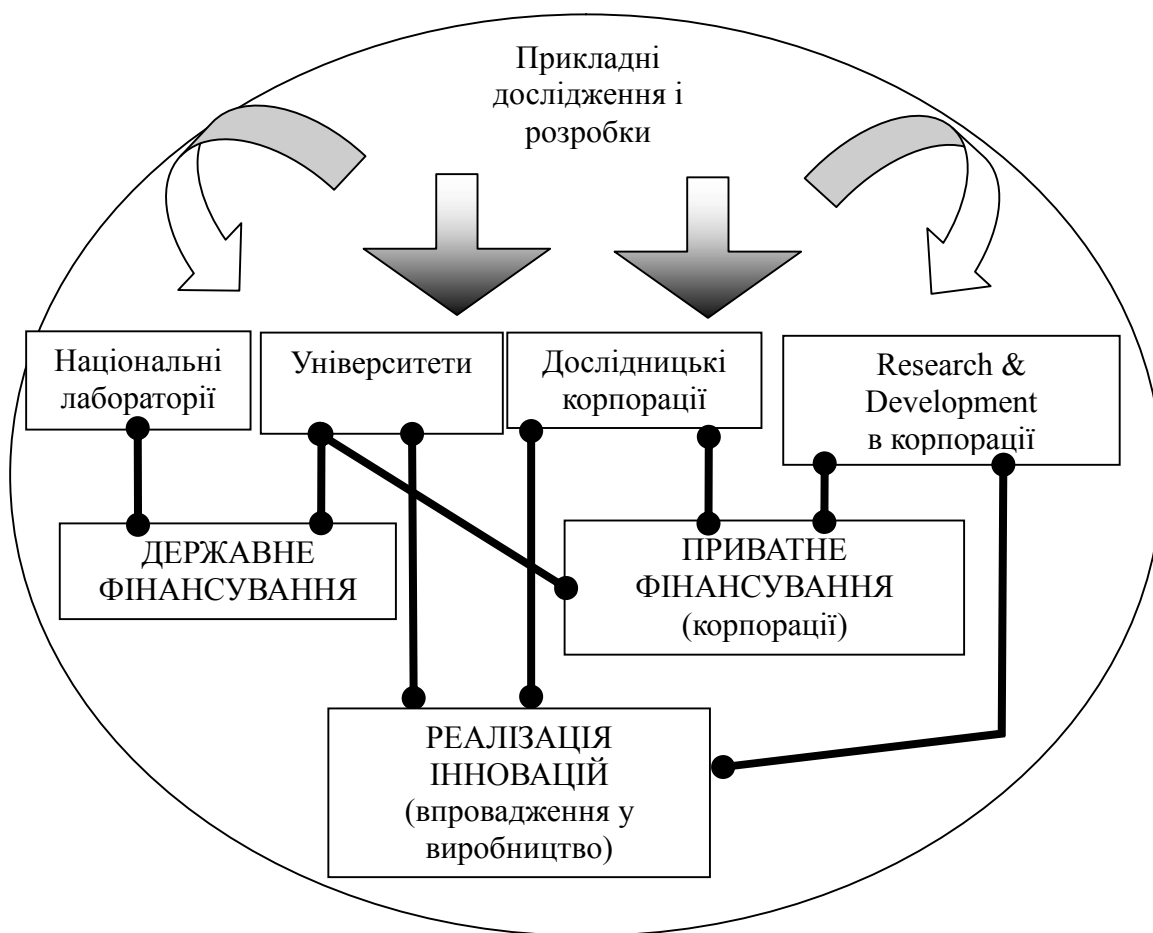 Прикладні
дослідження і
розробки
Національні
лабораторії
Університети
Дослідницькі
корпорації
Research &
Development
в корпорації
ДЕРЖАВНЕ
ФІНАНСУВАННЯ
ПРИВАТНЕ
ФІНАНСУВАННЯ
(корпорації)
РЕАЛІЗАЦІЯ
ІННОВАЦІЙ
(впровадження у
виробництво)